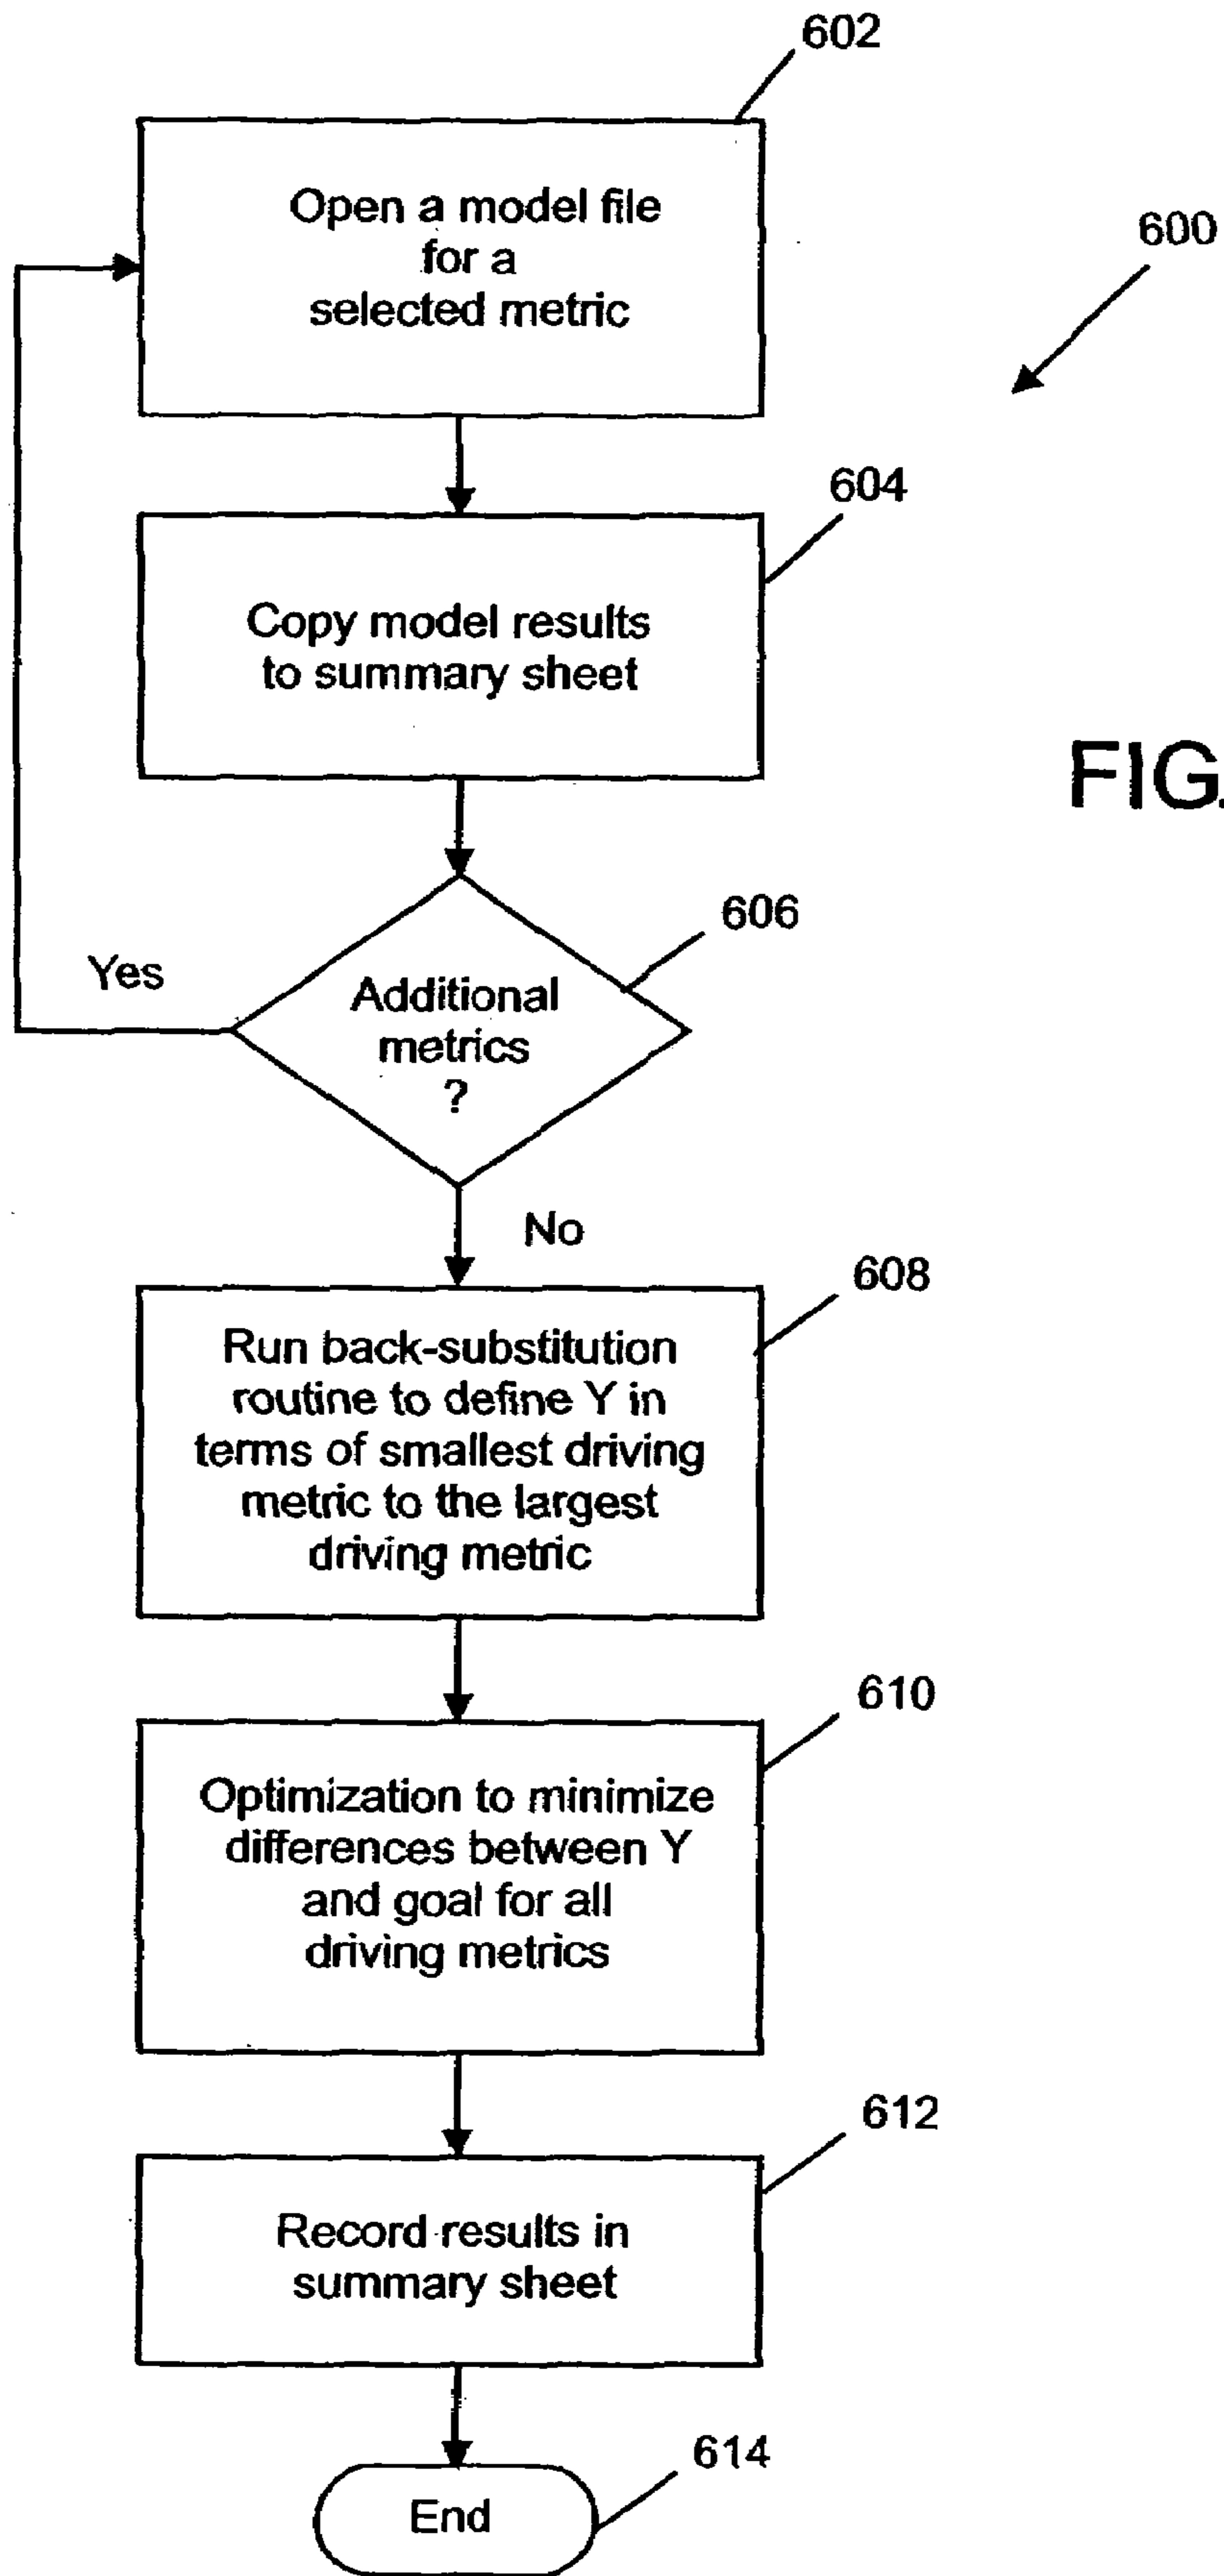 602
Open a model file
for a
selected metric
600
604
Copy model results
to summary sheet
FIG.
606
Yes
Additional
metrics
?
No
608
Run back-substitution
routine to define Y in
terms of smallest driving
metric to the largest
driving metric
610
Optimization to minimize
differences between Y
and goal for all
driving metrics
612
Record results in
summary sheet
614
End